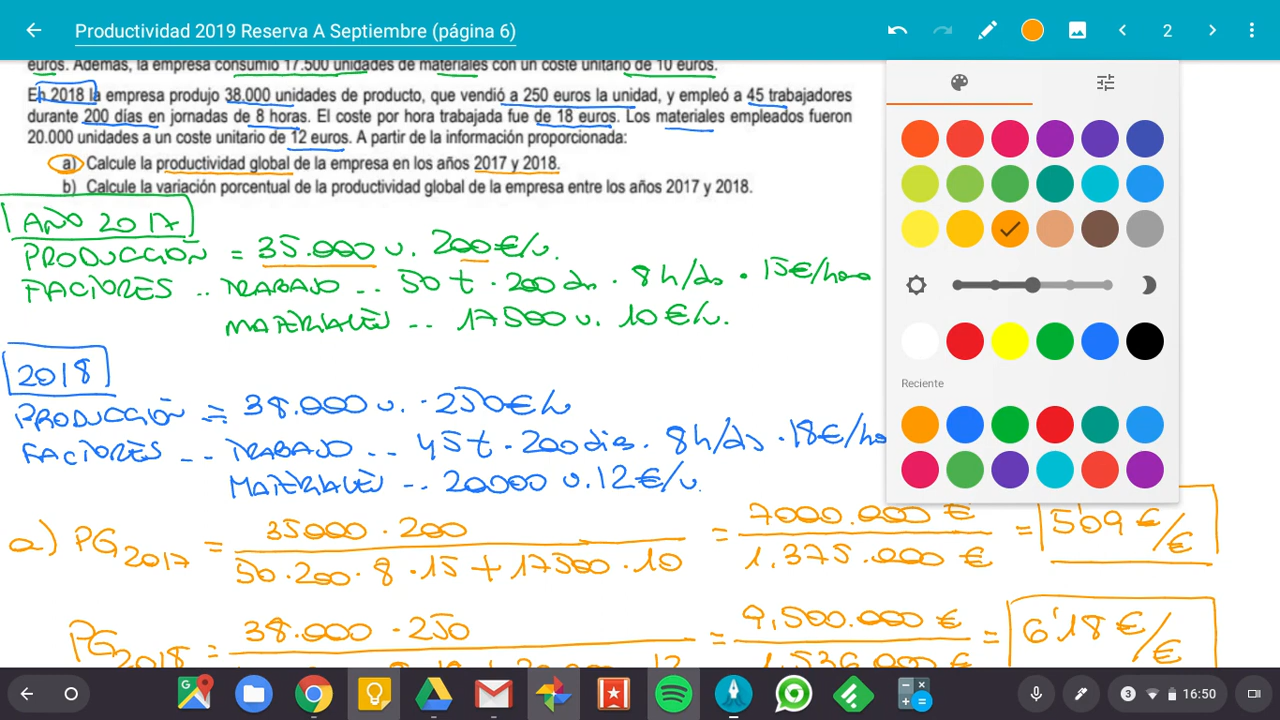 Productividad 2019 Reserva A Septiembre (página 6)
2
euros. Además, la empresa consumió 17.500 unidades de materiales con un coste unitario de 10 euros.
En 2018 la empresa produjo 38.000 unidades de producto, que vendió a 250 euros la unidad, y empleó a 45 trabajadores
durante 200 días en jornadas de 8 horas. El coste por hora trabajada fue de 18 euros. Los materiales empleados fueron
20.000 unidades a un coste unitario de 12 euros. A partir de la información proporcionada:
a) Calcule la productividad global de la empresa en los años 2017 y 2018.
b) Calcule la variación porcentual de la productividad global de la empresa entre los años 2017 y 2018.
AÑO 2017
PRODUCCIÓN = 35.000 u. 200€/u.
FACTORES .. TRABAJO .. 50 t · 200 ds · 8 h/da · 15€/hora
MATERIALES .. 17500 u. 10€/u.
2018
PRODUCCIÓN = 38.000 u. · 250€/u
FACTORES .. TRABAJO .. 45 t · 200 dias · 8h/da · 18€/ho
MATERIALES .. 20000 u. 12€/u.
a) PG2017 = 35000 · 200 / 50 · 200 · 8 · 15 + 17500 · 10 = 7000.000 € / 1.375.000 € = 5'09 €/€
PG2018 = 38.000 · 250 = 9,500.000 € / 1,536.000 € = 6'18 €/€
Reciente
3
16:50